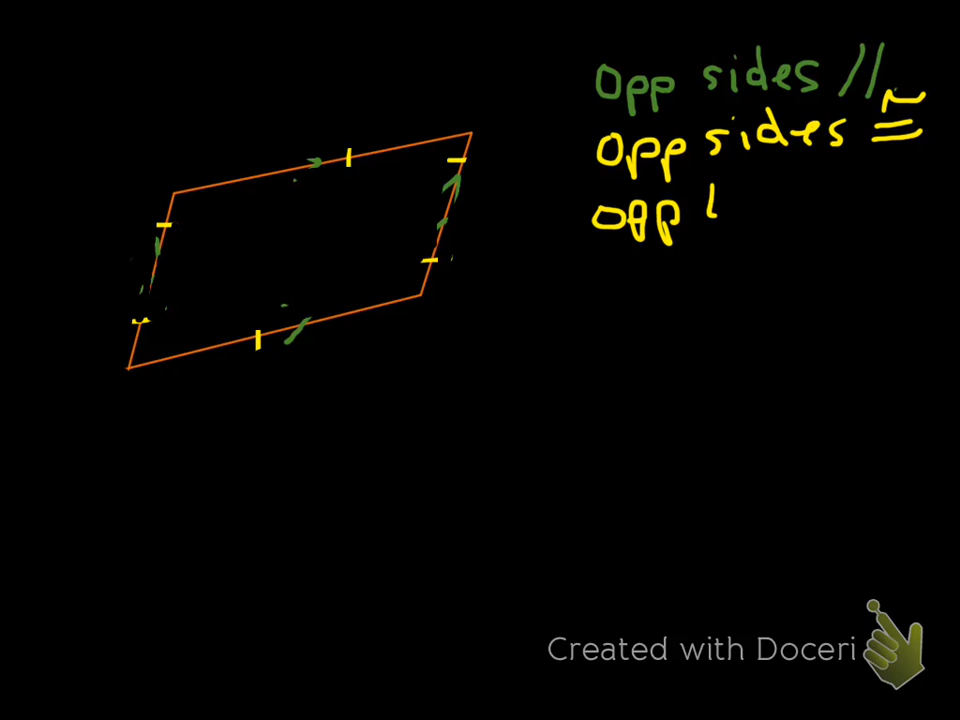 opp sides //
opp sides ≅
opp
Created with Doceri